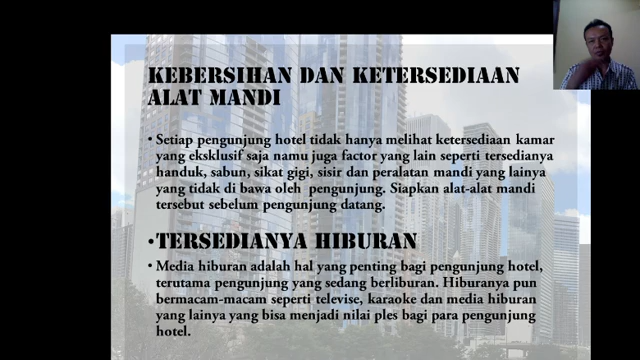 KEBERSIHAN DAN KETERSEDIAAN
ALAT MANDI
• Setiap pengunjung hotel tidak hanya melihat ketersediaan kamar
yang eksklusif saja namu juga factor yang lain seperti tersedianya
handuk, sabun, sikat gigi, sisir dan peralatan mandi yang lainya
yang tidak di bawa oleh pengunjung. Siapkan alat-alat mandi
tersebut sebelum pengunjung datang.
•TERSEDIANYA HIBURAN
• Media hiburan adalah hal yang penting bagi pengunjung hotel,
terutama pengunjung yang sedang berliburan. Hiburanya pun
bermacam-macam seperti televise, karaoke dan media hiburan
yang lainya yang bisa menjadi nilai ples bagi para pengunjung
hotel.